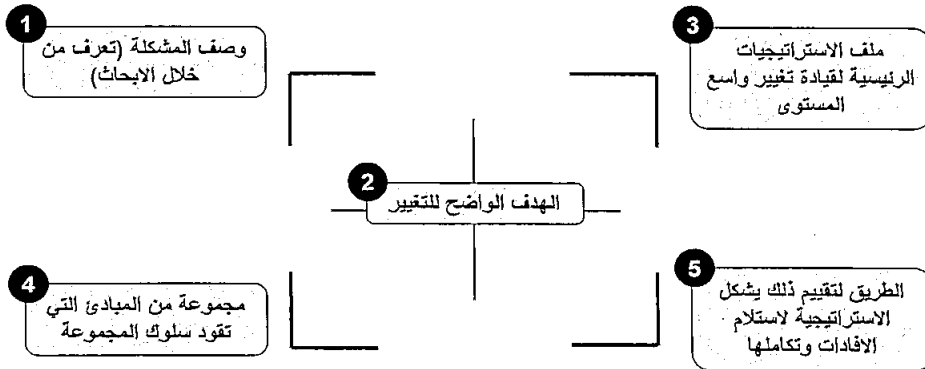 1
وصف المشكلة (تعرف من
خلال الابحاث)
2
الهدف الواضح للتغيير
3
ملف الاستراتيجيات
الرئيسية لقيادة تغيير واسع
المستوى
4
مجموعة من المبادئ التي
تقود سلوك المجموعة
5
الطريق لتقييم ذلك يشكل
الاستراتيجية لاستلام
الافادات وتكاملها